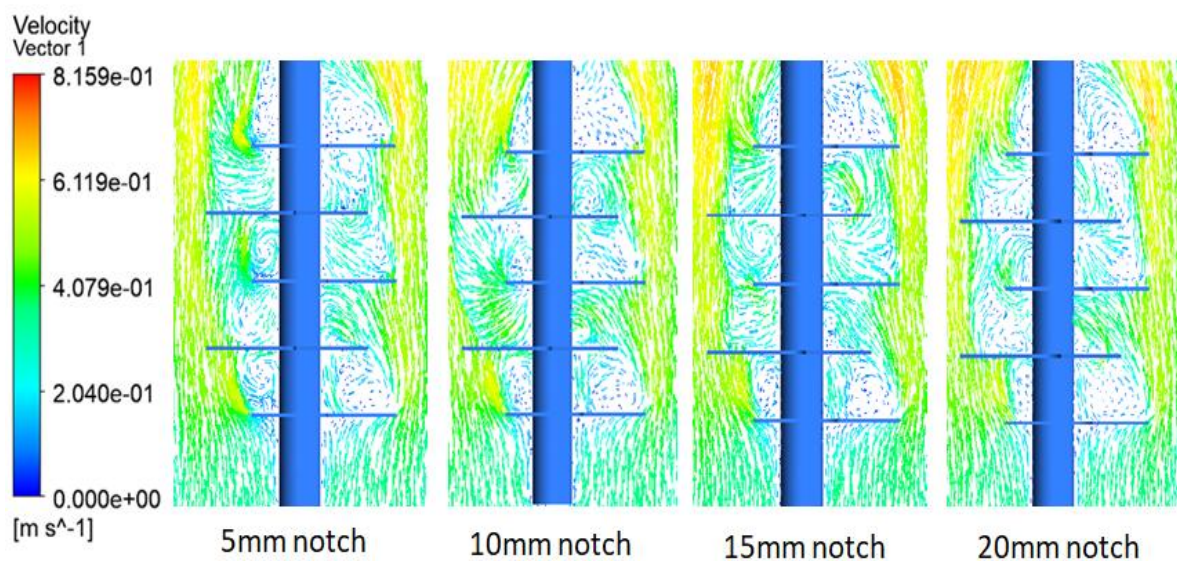 Velocity
Vector 1
8.159e-01
6.119e-01
4.079e-01
2.040e-01
0.000e+00
[m s^-1]
5mm notch
10mm notch
15mm notch
20mm notch